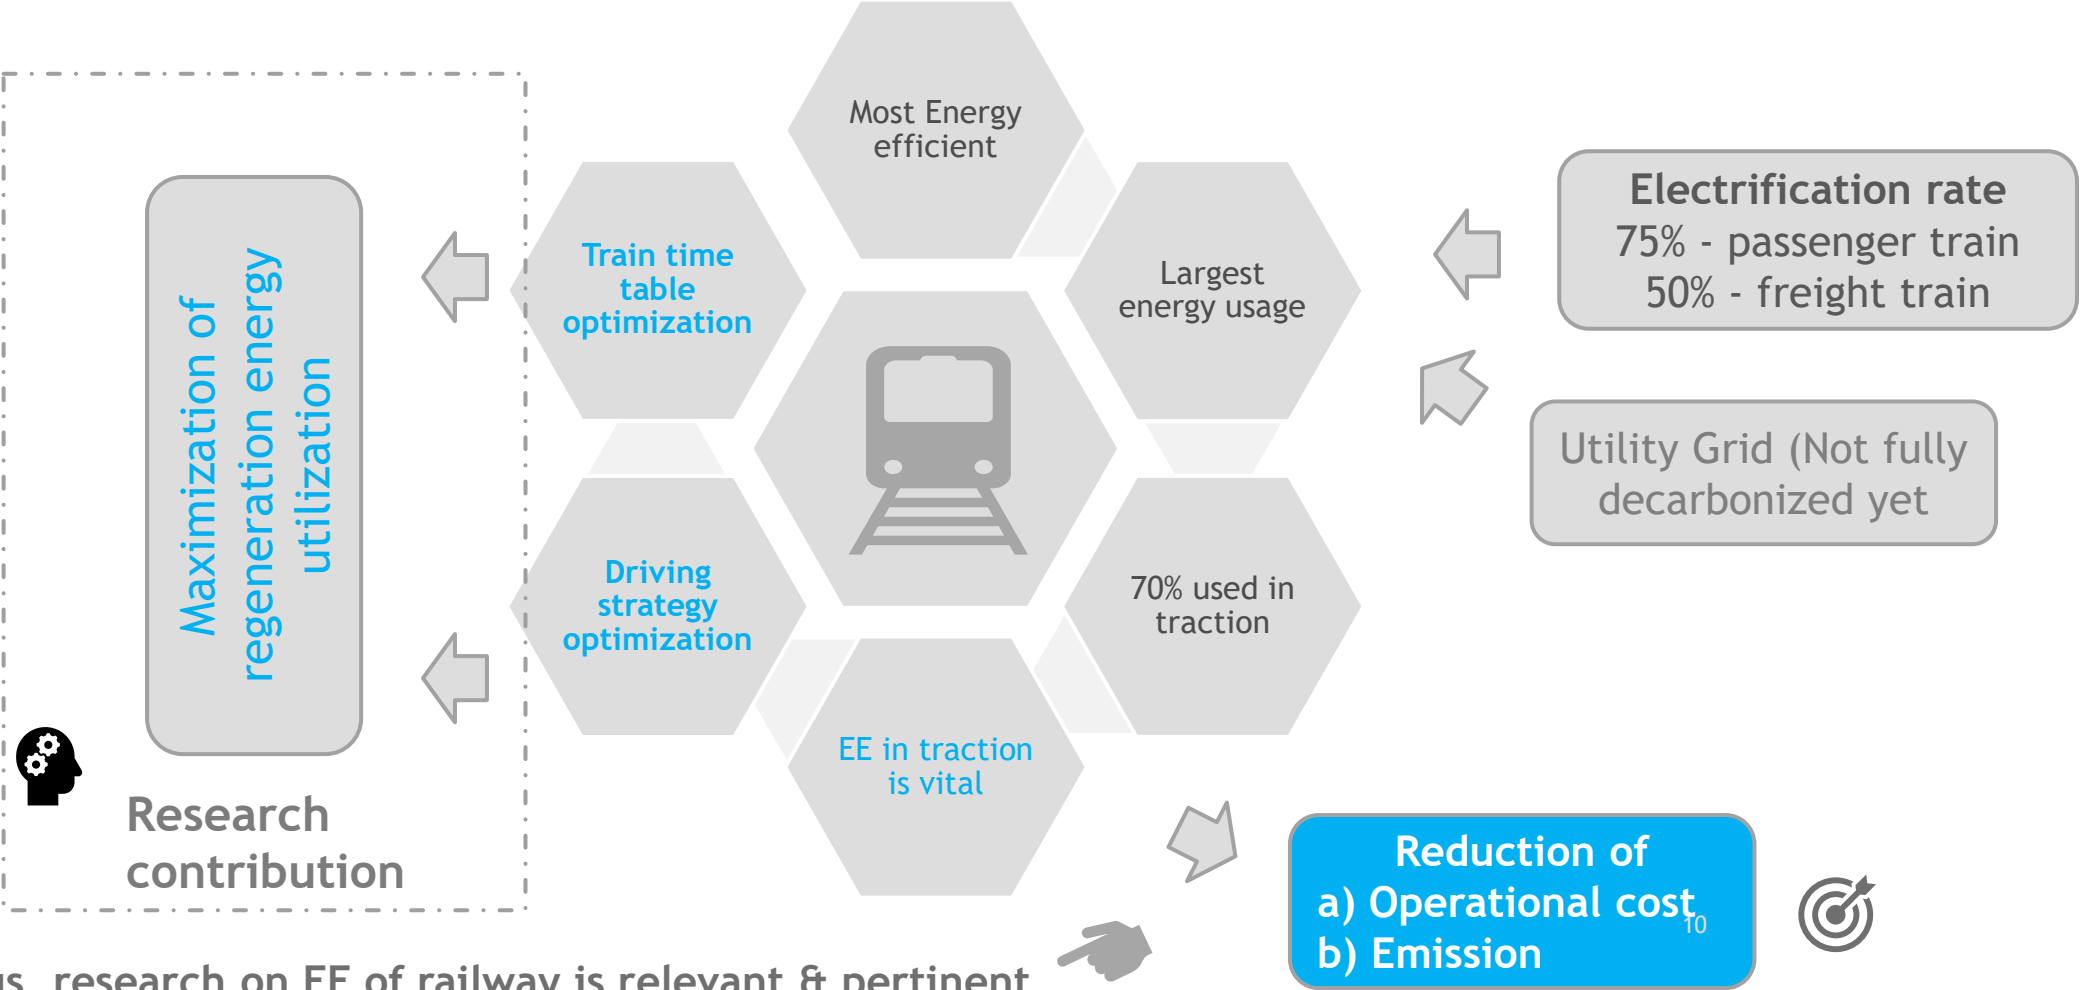 Most Energy
efficient
Train time
table
optimization
Largest
energy usage
Electrification rate
75% - passenger train
50% - freight train
Utility Grid (Not fully
decarbonized yet
Maximization of
regeneration energy
utilization
Driving
strategy
optimization
70% used in
traction
EE in traction
is vital
Research
contribution
Reduction of
a) Operational cost
b) Emission
10
research on EE of railway is relevant & pertinent